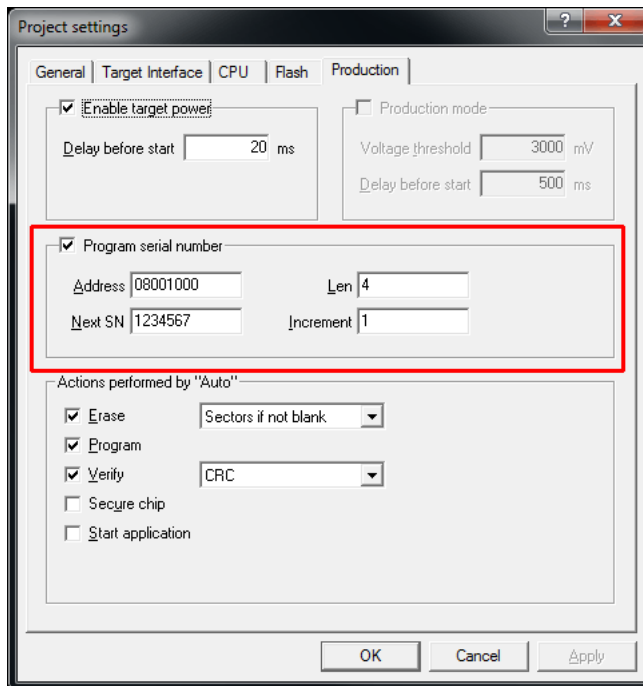 Project settings
General Target Interface CPU Flash Production
Enable target power
Delay before start 20 ms
Production mode
Voltage threshold 3000 mV
Delay before start 500 ms
Program serial number
Address 08001000 Len 4
Next SN 1234567 Increment 1
Actions performed by "Auto"
Erase Sectors if not blank
Program
Verify CRC
Secure chip
Start application
OK Cancel Apply